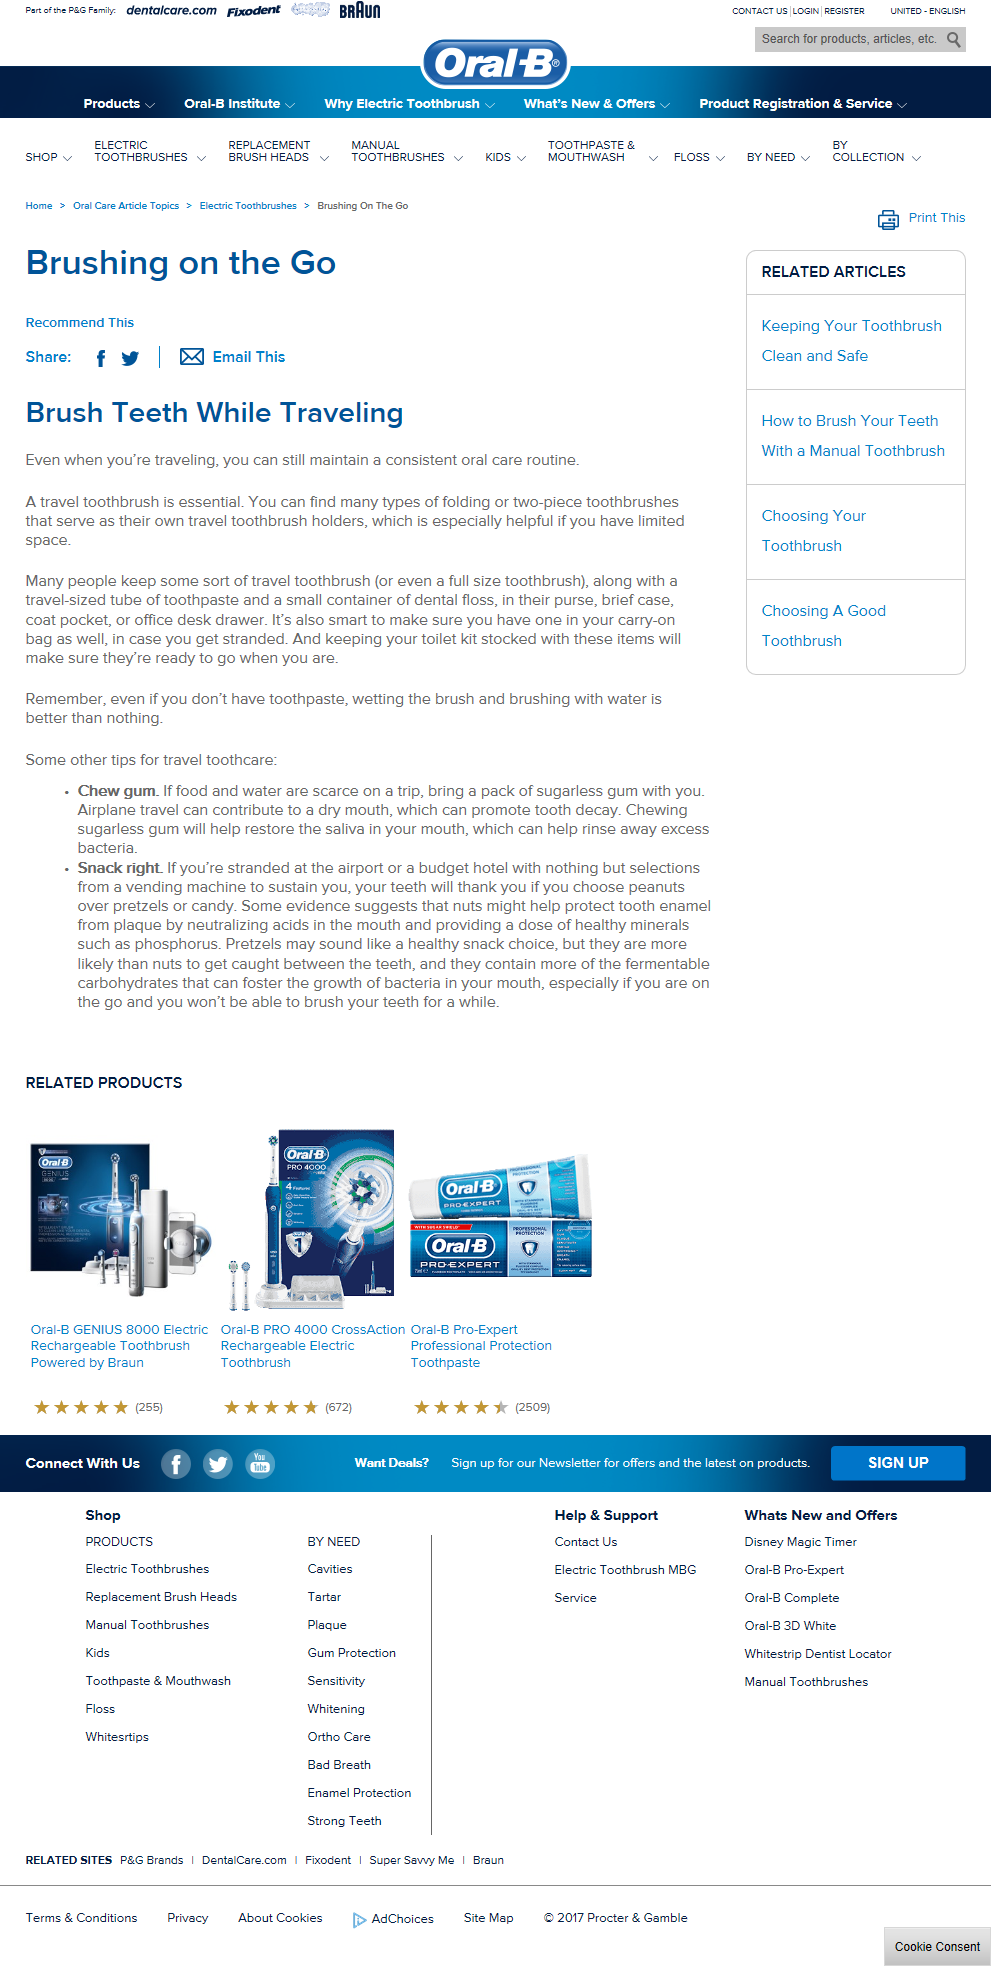 Part of the P&G Family: dentalcare.com Fixodent BRAUN
CONTACT US | LOGIN | REGISTER UNITED - ENGLISH
Search for products, articles, etc.
Oral-B®
Products Oral-B Institute Why Electric Toothbrush What's New & Offers Product Registration & Service
SHOP
ELECTRIC
TOOTHBRUSHES
REPLACEMENT
BRUSH HEADS
MANUAL
TOOTHBRUSHES
KIDS
TOOTHPASTE &
MOUTHWASH
FLOSS
BY NEED
BY
COLLECTION
Home > Oral Care Article Topics > Electric Toothbrushes > Brushing On The Go
Print This
Brushing on the Go
Recommend This
Share: Email This
Brush Teeth While Traveling
Even when you’re traveling, you can still maintain a consistent oral care routine.
A travel toothbrush is essential. You can find many types of folding or two-piece toothbrushes
that serve as their own travel toothbrush holders, which is especially helpful if you have limited
space.
Many people keep some sort of travel toothbrush (or even a full size toothbrush), along with a
travel-sized tube of toothpaste and a small container of dental floss, in their purse, brief case,
coat pocket, or office desk drawer. It’s also smart to make sure you have one in your carry-on
bag as well, in case you get stranded. And keeping your toilet kit stocked with these items will
make sure they’re ready to go when you are.
Remember, even if you don’t have toothpaste, wetting the brush and brushing with water is
better than nothing.
Some other tips for travel toothcare:
• Chew gum. If food and water are scarce on a trip, bring a pack of sugarless gum with you.
Airplane travel can contribute to a dry mouth, which can promote tooth decay. Chewing
sugarless gum will help restore the saliva in your mouth, which can help rinse away excess
bacteria.
• Snack right. If you’re stranded at the airport or a budget hotel with nothing but selections
from a vending machine to sustain you, your teeth will thank you if you choose peanuts
over pretzels or candy. Some evidence suggests that nuts might help protect tooth enamel
from plaque by neutralizing acids in the mouth and providing a dose of healthy minerals
such as phosphorus. Pretzels may sound like a healthy snack choice, but they are more
likely than nuts to get caught between the teeth, and they contain more of the fermentable
carbohydrates that can foster the growth of bacteria in your mouth, especially if you are on
the go and you won’t be able to brush your teeth for a while.
RELATED ARTICLES
Keeping Your Toothbrush
Clean and Safe
How to Brush Your Teeth
With a Manual Toothbrush
Choosing Your
Toothbrush
Choosing A Good
Toothbrush
RELATED PRODUCTS
Oral-B
GENIUS
Oral-B
PRO 4000
4
1
Oral-B
PRO-EXPERT
PROFESSIONAL
PROTECTION
Oral-B
PRO-EXPERT
PROFESSIONAL
PROTECTION
Oral-B GENIUS 8000 Electric
Rechargeable Toothbrush
Powered by Braun
(255)
Oral-B PRO 4000 CrossAction
Rechargeable Electric
Toothbrush
(672)
Oral-B Pro-Expert
Professional Protection
Toothpaste
(2509)
Connect With Us You Tube Want Deals? Sign up for our Newsletter for offers and the latest on products. SIGN UP
Shop
PRODUCTS
Electric Toothbrushes
Replacement Brush Heads
Manual Toothbrushes
Kids
Toothpaste & Mouthwash
Floss
Whitesrtips
BY NEED
Cavities
Tartar
Plaque
Gum Protection
Sensitivity
Whitening
Ortho Care
Bad Breath
Enamel Protection
Strong Teeth
Help & Support
Contact Us
Electric Toothbrush MBG
Service
Whats New and Offers
Disney Magic Timer
Oral-B Pro-Expert
Oral-B Complete
Oral-B 3D White
Whitestrip Dentist Locator
Manual Toothbrushes
RELATED SITES P&G Brands | DentalCare.com | Fixodent | Super Savvy Me | Braun
Terms & Conditions Privacy About Cookies AdChoices Site Map © 2017 Procter & Gamble
Cookie Consent